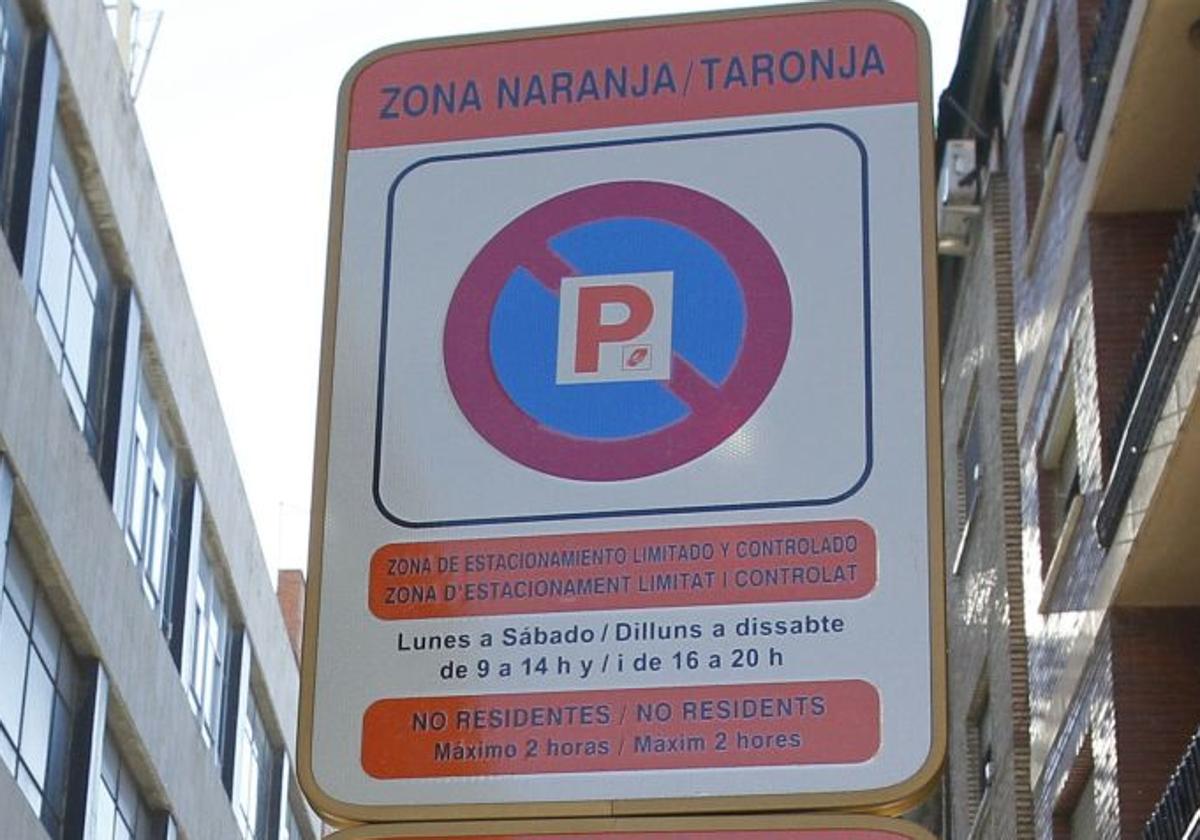 ZONA NARANJA/TARONJA
P
ZONA DE ESTACIONAMIENTO LIMITADO Y CONTROLADO
ZONA D'ESTACIONAMENT LIMITAT I CONTROLAT
Lunes a Sábado / Dilluns a dissabte
de 9 a 14 h y / i de 16 a 20 h
NO RESIDENTES / NO RESIDENTS
Máximo 2 horas / Maxim 2 hores